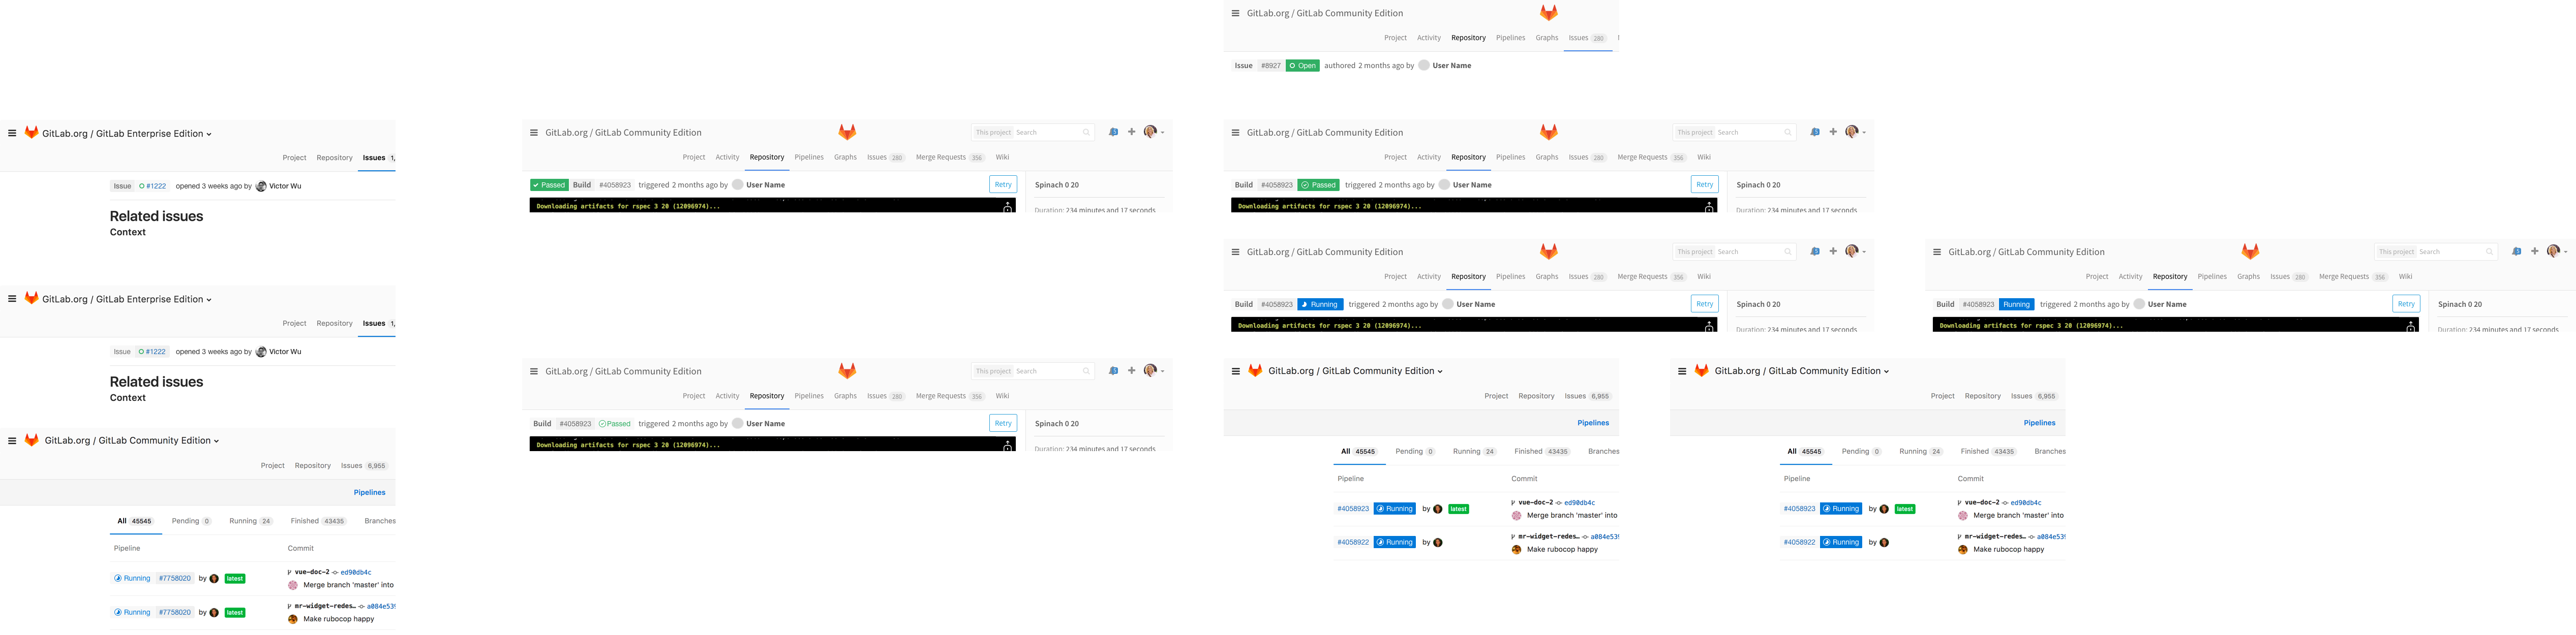 GitLab.org / GitLab Community Edition
Project Activity Repository Pipelines Graphs Issues 280
Issue #8927 Open authored 2 months ago by User Name
GitLab.org / GitLab Enterprise Edition
Project Repository Issues 1,
Issue #1222 opened 3 weeks ago by Victor Wu
Related issues
Context
GitLab.org / GitLab Community Edition
This project Search
Project Activity Repository Pipelines Graphs Issues 280 Merge Requests 356 Wiki
Passed Build #4058923 triggered 2 months ago by User Name Retry
Spinach 0 20
Downloading artifacts for rspec 3 20 (12096974)...
Duration: 234 minutes and 17 seconds
GitLab.org / GitLab Community Edition
This project Search
Project Activity Repository Pipelines Graphs Issues 280 Merge Requests 356 Wiki
Build #4058923 Passed triggered 2 months ago by User Name Retry
Spinach 0 20
Downloading artifacts for rspec 3 20 (12096974)...
Duration: 234 minutes and 17 seconds
GitLab.org / GitLab Enterprise Edition
Project Repository Issues 1,
Issue #1222 opened 3 weeks ago by Victor Wu
Related issues
Context
GitLab.org / GitLab Community Edition
This project Search
Project Activity Repository Pipelines Graphs Issues 280 Merge Requests 356 Wiki
Build #4058923 Running triggered 2 months ago by User Name Retry
Spinach 0 20
Downloading artifacts for rspec 3 20 (12096974)...
Duration: 234 minutes and 17 seconds
GitLab.org / GitLab Community Edition
This project Search
Project Activity Repository Pipelines Graphs Issues 280 Merge Requests 356 Wiki
Build #4058923 Running triggered 2 months ago by User Name Retry
Spinach 0 20
Downloading artifacts for rspec 3 20 (12096974)...
Duration: 234 minutes and 17 seconds
GitLab.org / GitLab Community Edition
Project Repository Issues 6,955
Pipelines
All 45545 Pending 0 Running 24 Finished 43435 Branches
Pipeline Commit
Running #7758020 by latest
vue-doc-2 ed90db4c
Merge branch 'master' into
Running #7758020 by latest
mr-widget-redes… a084e539
Make rubocop happy
GitLab.org / GitLab Community Edition
This project Search
Project Activity Repository Pipelines Graphs Issues 280 Merge Requests 356 Wiki
Build #4058923 Passed triggered 2 months ago by User Name Retry
Spinach 0 20
Downloading artifacts for rspec 3 20 (12096974)...
Duration: 234 minutes and 17 seconds
GitLab.org / GitLab Community Edition
Project Repository Issues 6,955
Pipelines
All 45545 Pending 0 Running 24 Finished 43435 Branches
Pipeline Commit
#4058923 Running by latest
vue-doc-2 ed90db4c
Merge branch 'master' into
#4058922 Running by
mr-widget-redes… a084e539
Make rubocop happy
GitLab.org / GitLab Community Edition
Project Repository Issues 6,955
Pipelines
All 45545 Pending 0 Running 24 Finished 43435 Branches
Pipeline Commit
#4058923 Running by latest
vue-doc-2 ed90db4c
Merge branch 'master' into
#4058922 Running by
mr-widget-redes… a084e539
Make rubocop happy